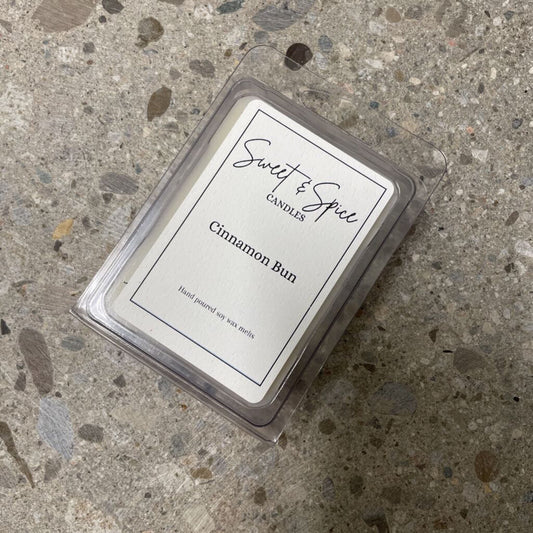 Sweet & Spice
CANDLES
Cinnamon Bun
Hand poured soy wax melts